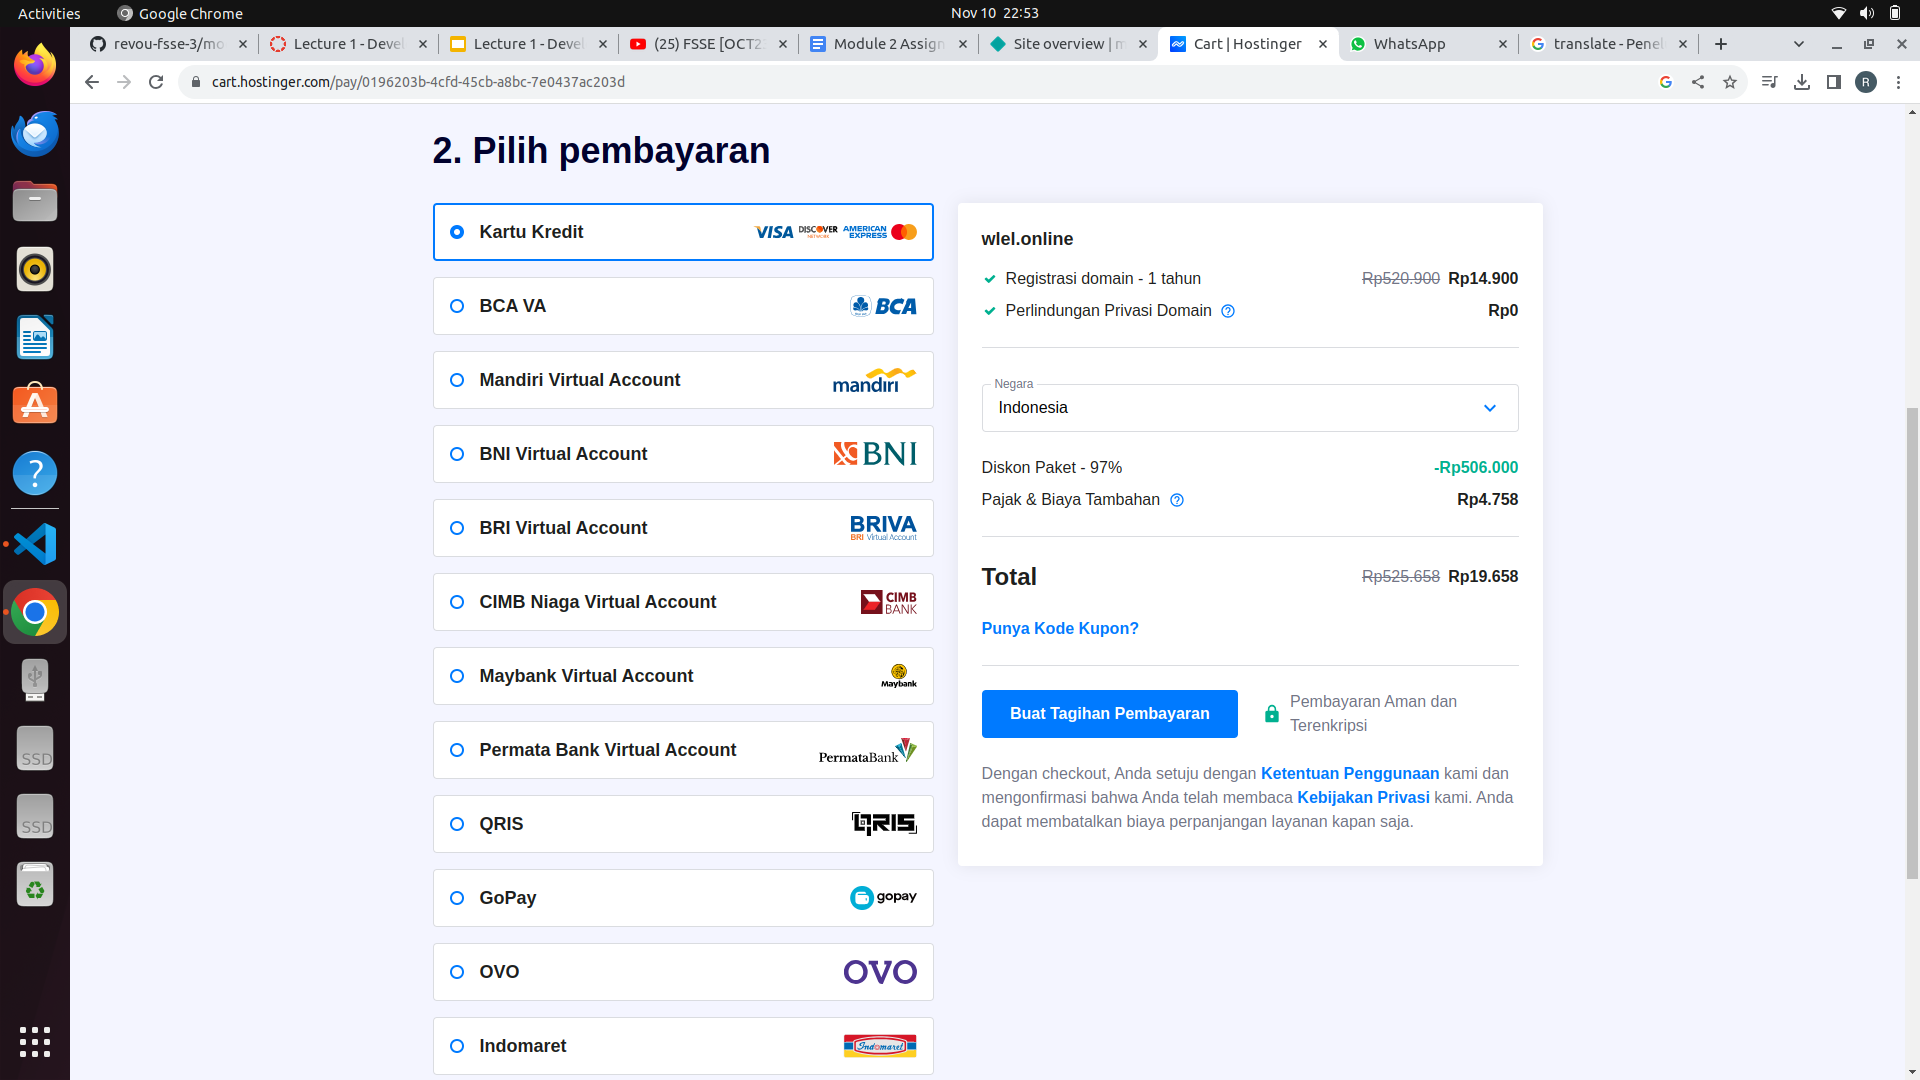 Activities
Google Chrome
Nov 10 22:53
revou-fsse-3/mo
Lecture 1 - Devel
Lecture 1 - Devel
(25) FSSE [OCT23
Module 2 Assign
Site overview | m
Cart | Hostinger
WhatsApp
translate - Penel
cart.hostinger.com/pay/0196203b-4cfd-45cb-a8bc-7e0437ac203d
R
2. Pilih pembayaran
Kartu Kredit
VISA DISCOVER NETWORK AMERICAN EXPRESS
BCA VA
BCA
Mandiri Virtual Account
mandiri
BNI Virtual Account
BNI
BRI Virtual Account
BRIVA
BRI Virtual Account
CIMB Niaga Virtual Account
CIMB
BANK
Maybank Virtual Account
Maybank
Permata Bank Virtual Account
PermataBank
QRIS
QRIS
GoPay
gopay
OVO
OVO
Indomaret
Indomaret
wlel.online
Registrasi domain - 1 tahun Rp520.900 Rp14.900
Perlindungan Privasi Domain Rp0
Negara
Indonesia
Diskon Paket - 97% -Rp506.000
Pajak & Biaya Tambahan Rp4.758
Total Rp525.658 Rp19.658
Punya Kode Kupon?
Buat Tagihan Pembayaran
Pembayaran Aman dan
Terenkripsi
Dengan checkout, Anda setuju dengan Ketentuan Penggunaan kami dan
mengonfirmasi bahwa Anda telah membaca Kebijakan Privasi kami. Anda
dapat membatalkan biaya perpanjangan layanan kapan saja.
SSD
SSD